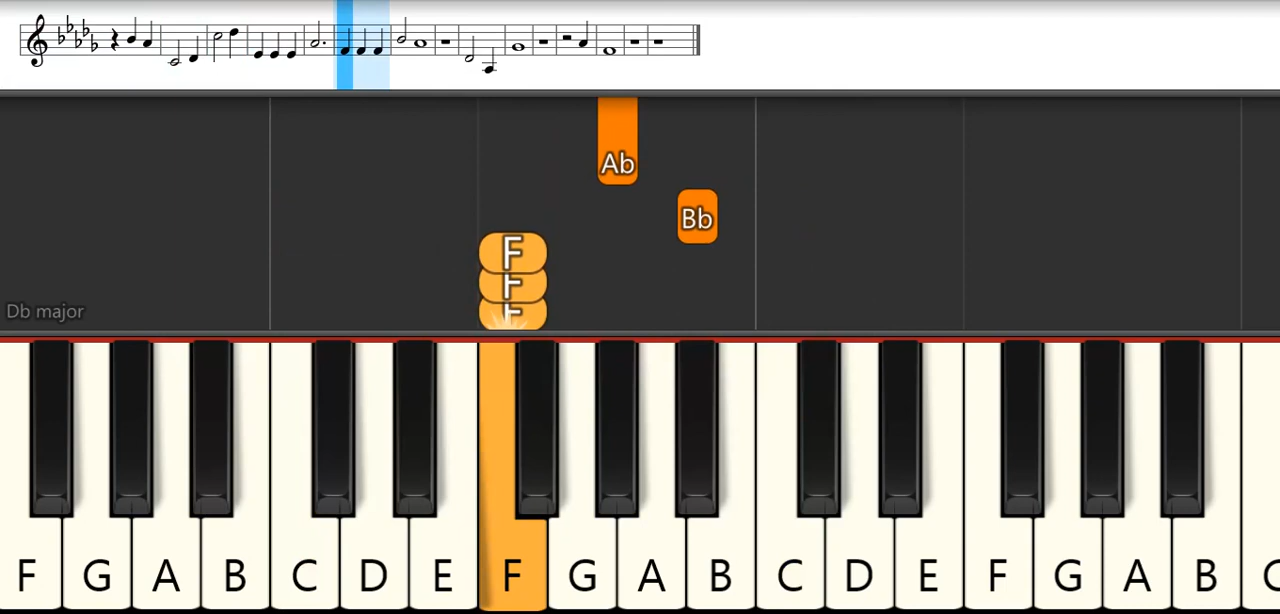 Ab
Bb
F
F
F
Db major
F G A B C D E F G A B C D E F G A B C